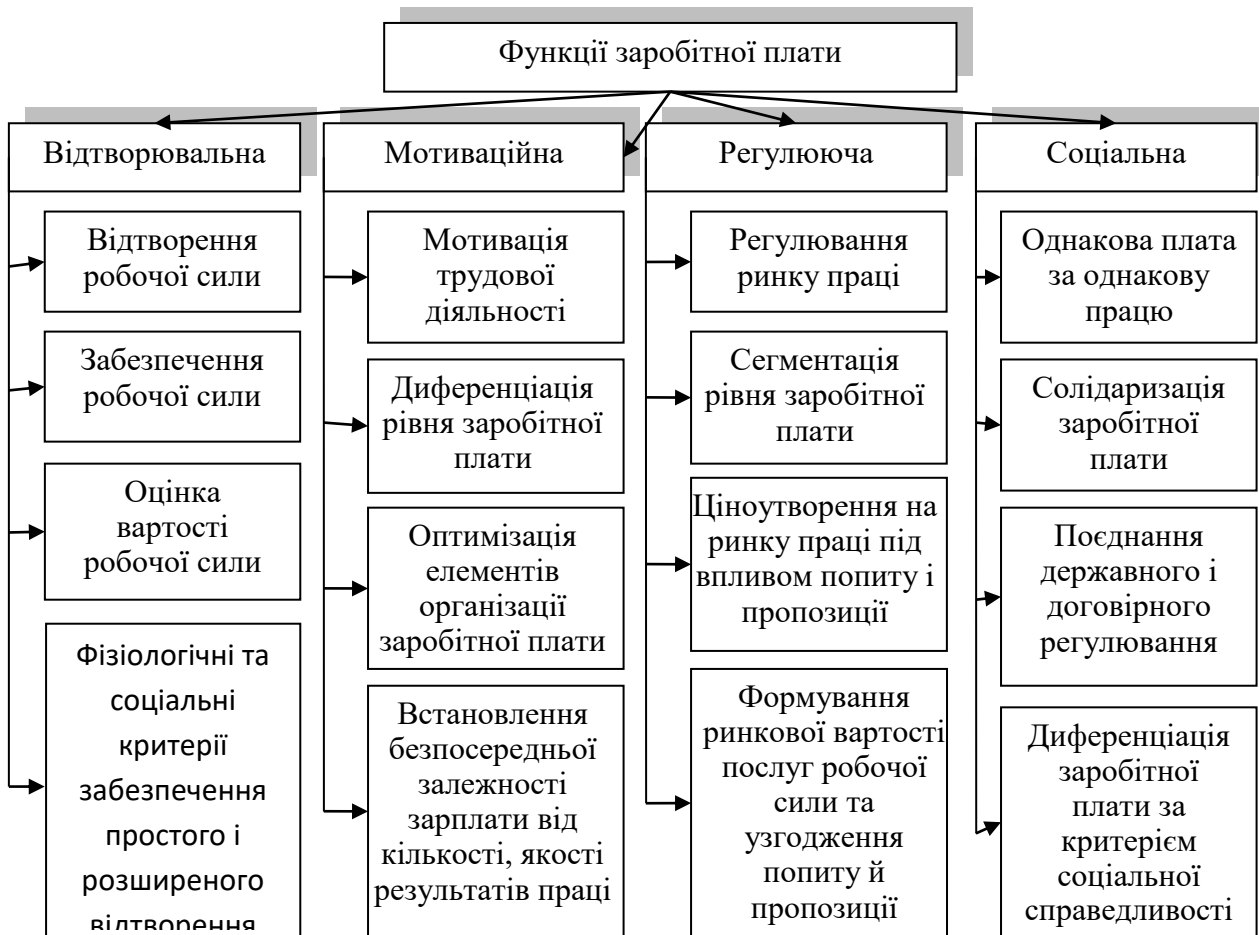 Функції заробітної плати
Відтворювальна
Відтворення
робочої сили
Забезпечення
робочої сили
Оцінка
вартості
робочої сили
Фізіологічні та
соціальні
критерії
забезпечення
простого і
розширеного
відтворення
Мотиваційна
Мотивація
трудової
діяльності
Диференціація
рівня заробітної
плати
Оптимізація
елементів
організації
заробітної плати
Встановлення
безпосередньої
залежності
зарплати від
кількості, якості
результатів праці
Регулююча
Регулювання
ринку праці
Сегментація
рівня заробітної
плати
Ціноутворення на
ринку праці під
впливом попиту і
пропозиції
Формування
ринкової вартості
послуг робочої
сили та
узгодження
попиту й
пропозиції
Соціальна
Однакова плата
за однакову
працю
Солідаризація
заробітної
плати
Поєднання
державного і
договірного
регулювання
Диференціація
заробітної
плати за
критерієм
соціальної
справедливості